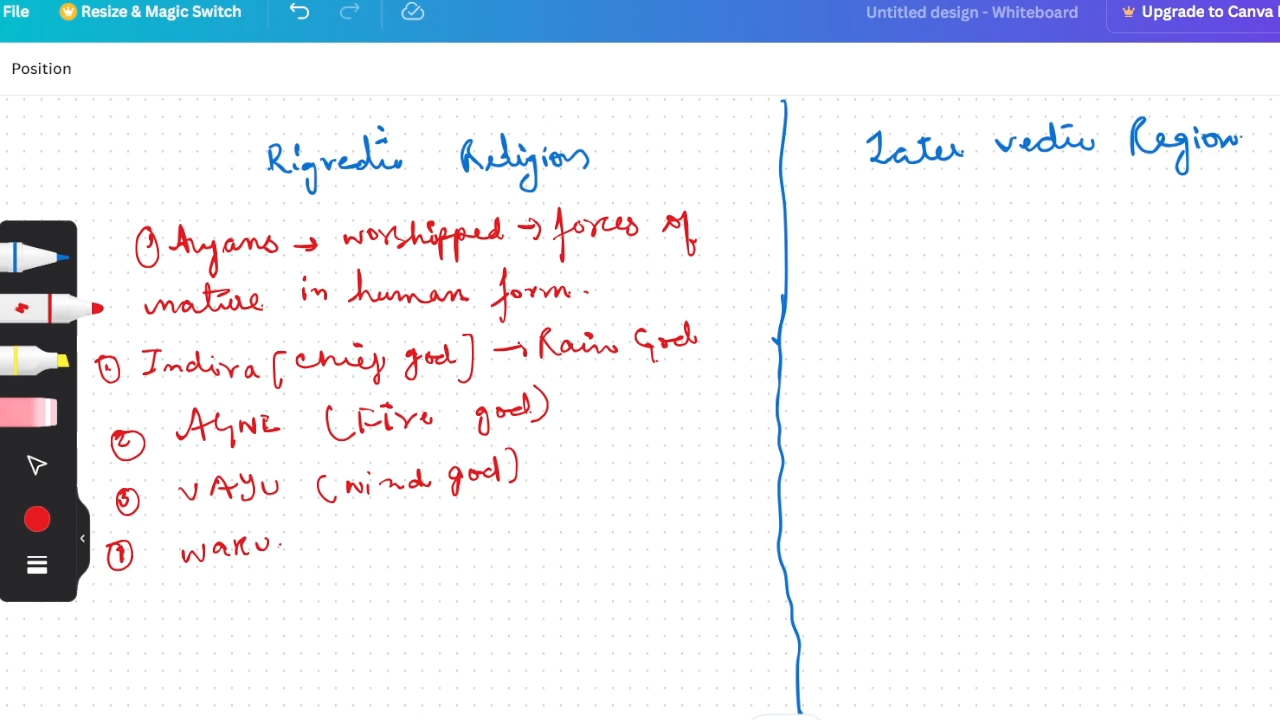 File Resize & Magic Switch Untitled design - Whiteboard Upgrade to Canva
Position
Rigvedic Religion
Later vedic Region
① Aryans → worshipped → forces of
nature in human form.
① Indira [chief god] → Rain God
② AGNI (Fire god)
③ VAYU (Wind god)
④ WARU.